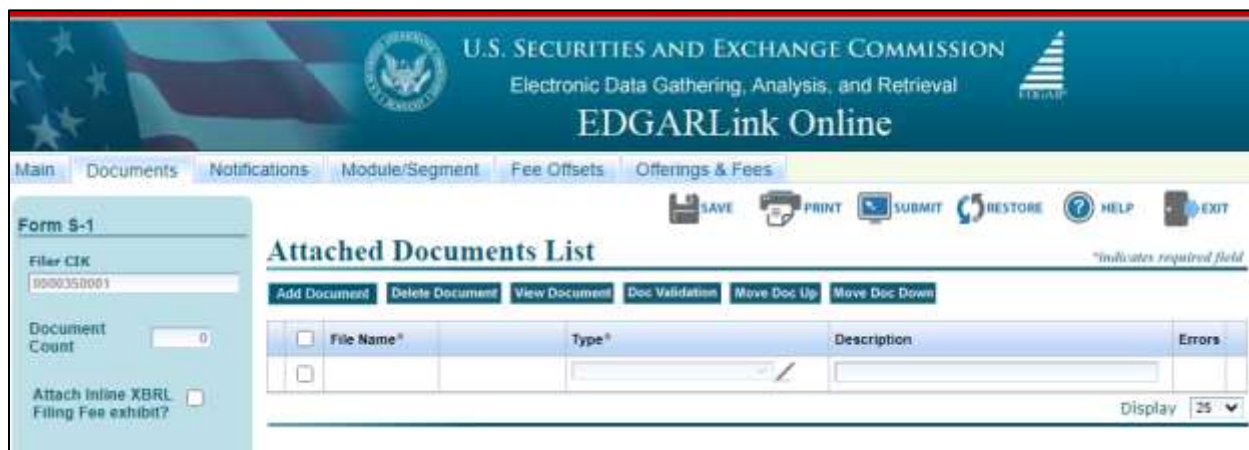 U.S. SECURITIES AND EXCHANGE COMMISSION
Electronic Data Gathering, Analysis, and Retrieval
EDGAR®
EDGARLink Online
Main Documents Notifications Module/Segment Fee Offsets Offerings & Fees
SAVE PRINT SUBMIT RESTORE HELP EXIT
Form S-1
Attached Documents List
*indicates required field
Filer CIK
0000350001
Add Document Delete Document View Document Doc Validation Move Doc Up Move Doc Down
Document Count 0
File Name* Type* Description Errors
Attach Inline XBRL Filing Fee exhibit?
Display 25